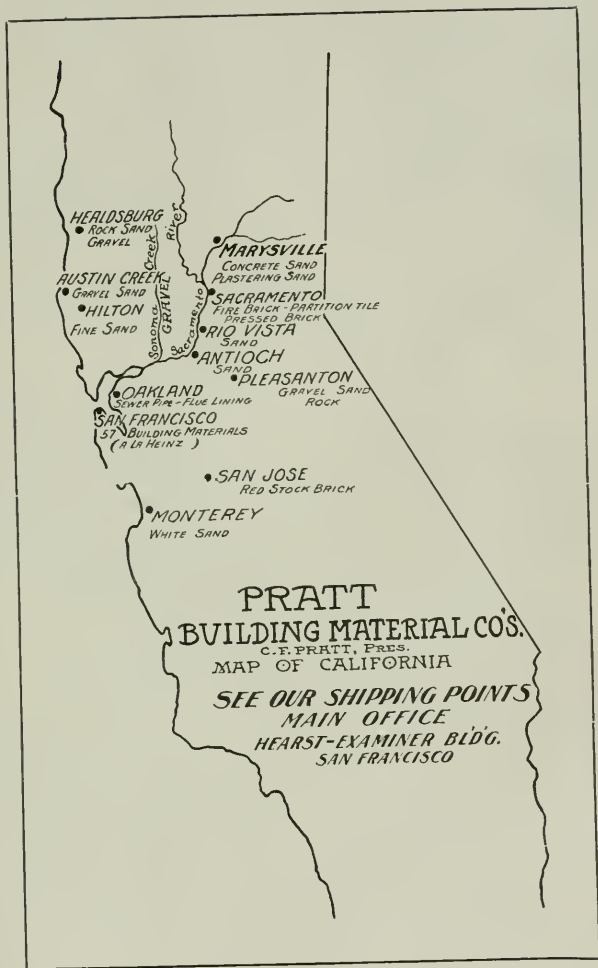 HEALDSBURG
ROCK SAND
GRAVEL
Sonoma Creek
GRAVEL
Sacramento River
MARYSVILLE
CONCRETE SAND
PLASTERING SAND
AUSTIN CREEK
GRAVEL SAND
HILTON
FINE SAND
SACRAMENTO
FIRE BRICK - PARTITION TILE
PRESSED BRICK
RIO VISTA
SAND
ANTIOCH
SAND
PLEASANTON
GRAVEL SAND
ROCK
OAKLAND
SEWER PIPE - FLUE LINING
SAN FRANCISCO
57 BUILDING MATERIALS
(A LA HEINZ)
SAN JOSE
RED STOCK BRICK
MONTEREY
WHITE SAND
PRATT
BUILDING MATERIAL CO'S.
C.F. PRATT, PRES.
MAP OF CALIFORNIA
SEE OUR SHIPPING POINTS
MAIN OFFICE
HEARST-EXAMINER BLD'G.
SAN FRANCISCO